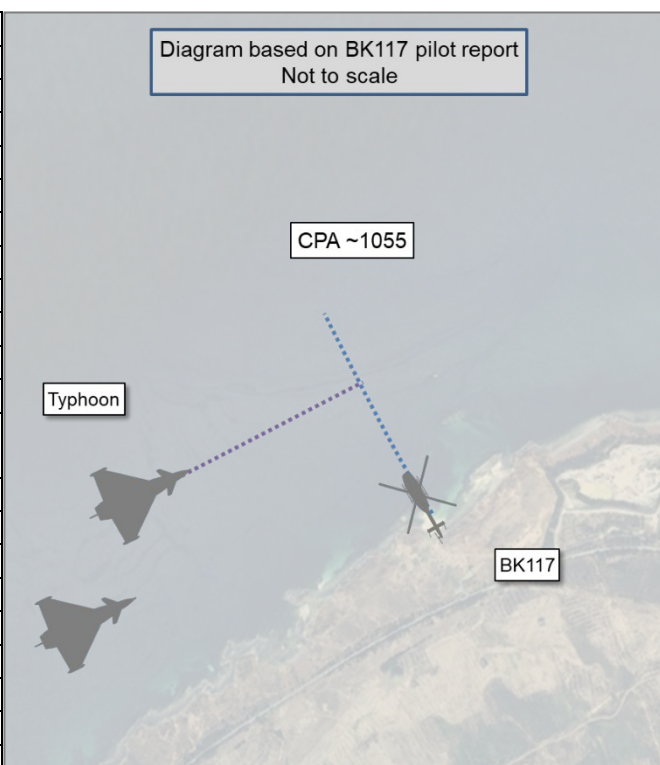 Diagram based on BK117 pilot report
Not to scale
CPA ~1055
Typhoon
BK117